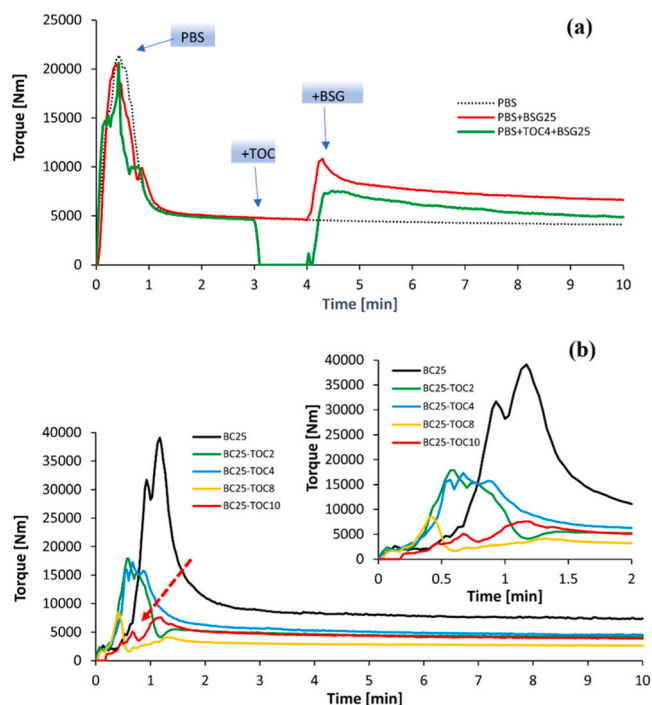 (a)
25000
20000
15000
10000
5000
0
Torque [Nm]
PBS
+TOC
+BSG
PBS
PBS+BSG25
PBS+TOC4+BSG25
0 1 2 3 4 5 6 7 8 9 10
Time [min]
(b)
40000
35000
30000
25000
20000
15000
10000
5000
0
Torque [Nm]
BC25
BC25-TOC2
BC25-TOC4
BC25-TOC8
BC25-TOC10
0 0.5 1 1.5 2
Time [min]
40000
35000
30000
25000
20000
15000
10000
5000
0
Torque [Nm]
BC25
BC25-TOC2
BC25-TOC4
BC25-TOC8
BC25-TOC10
0 1 2 3 4 5 6 7 8 9 10
Time [min]